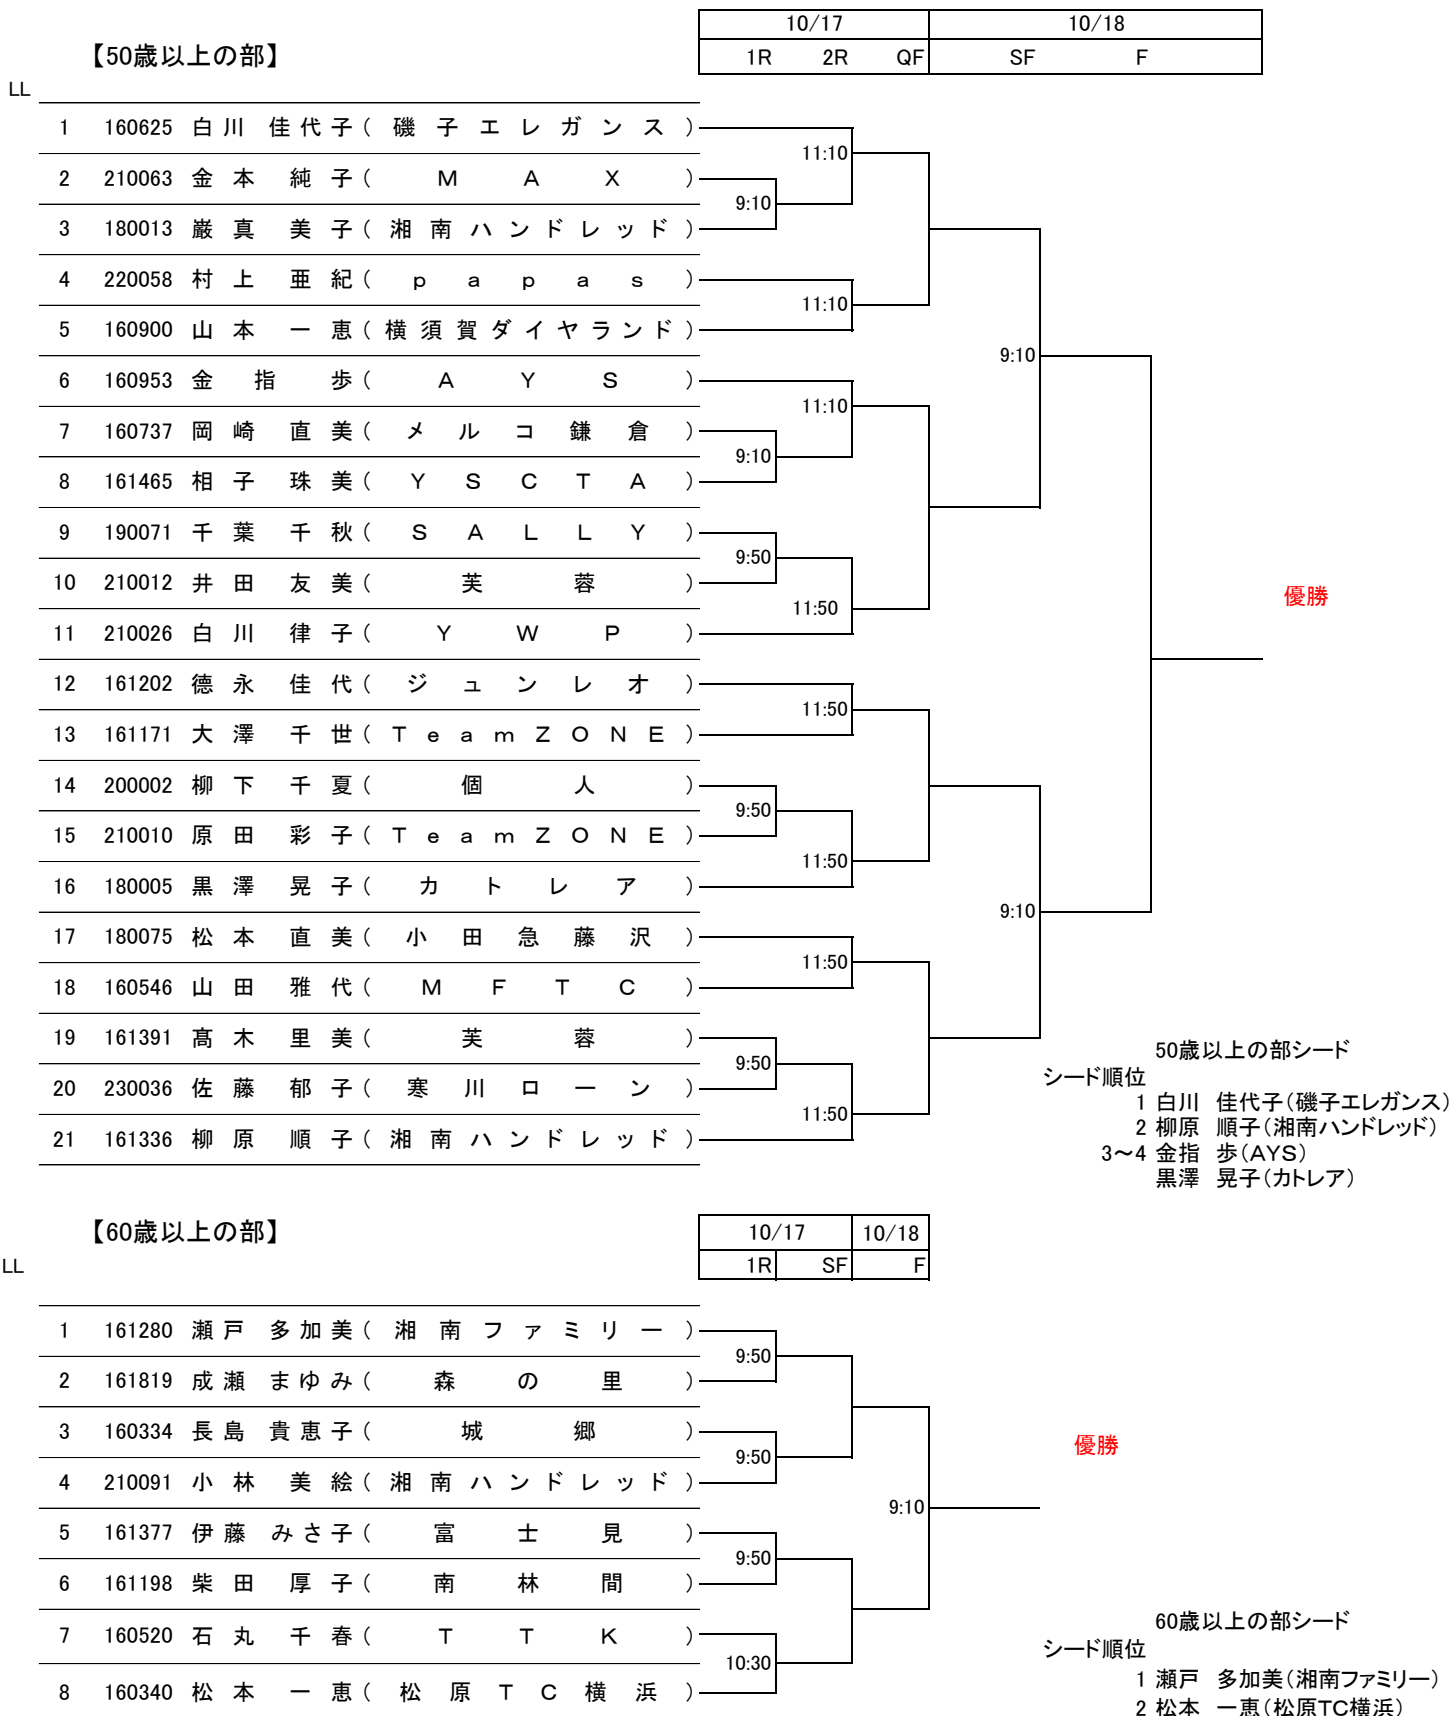 10/17 10/18
【50歳以上の部】 1R 2R QF SF F
LL
1 160625 白川 佳代子(磯子エレガンス)
11:10
2 210063 金本 純子(MAX)
9:10
3 180013 巌真 美子(湘南ハンドレッド)
4 220058 村上 亜紀(papas)
11:10
5 160900 山本 一恵(横須賀ダイヤランド)
9:10
6 160953 金指 歩(AYS)
11:10
7 160737 岡崎 直美(メルコ鎌倉)
9:10
8 161465 相子 珠美(YSCTA)
9 190071 千葉 千秋(SALLY)
9:50
10 210012 井田 友美(芙蓉)
優勝
11:50
11 210026 白川 律子(YWP)
12 161202 徳永 佳代(ジュンレオ)
11:50
13 161171 大澤 千世(TeamZONE)
14 200002 柳下 千夏(個人)
9:50
15 210010 原田 彩子(TeamZONE)
11:50
16 180005 黒澤 晃子(カトレア)
9:10
17 180075 松本 直美(小田急藤沢)
11:50
18 160546 山田 雅代(MFTC)
19 161391 髙木 里美(芙蓉)
50歳以上の部シード
9:50
シード順位
20 230036 佐藤 郁子(寒川ローン)
1 白川 佳代子(磯子エレガンス)
11:50
2 柳原 順子(湘南ハンドレッド)
21 161336 柳原 順子(湘南ハンドレッド)
3～4 金指 歩(AYS)
黒澤 晃子(カトレア)
【60歳以上の部】 10/17 10/18
LL 1R SF F
1 161280 瀬戸 多加美(湘南ファミリー)
9:50
2 161819 成瀬 まゆみ(森の里)
3 160334 長島 貴恵子(城郷)
優勝
9:50
4 210091 小林 美絵(湘南ハンドレッド)
9:10
5 161377 伊藤 みさ子(富士見)
9:50
6 161198 柴田 厚子(南林間)
60歳以上の部シード
7 160520 石丸 千春(TTK)
シード順位
10:30
1 瀬戸 多加美(湘南ファミリー)
8 160340 松本 一恵(松原TC横浜)
2 松本 一恵(松原TC横浜)